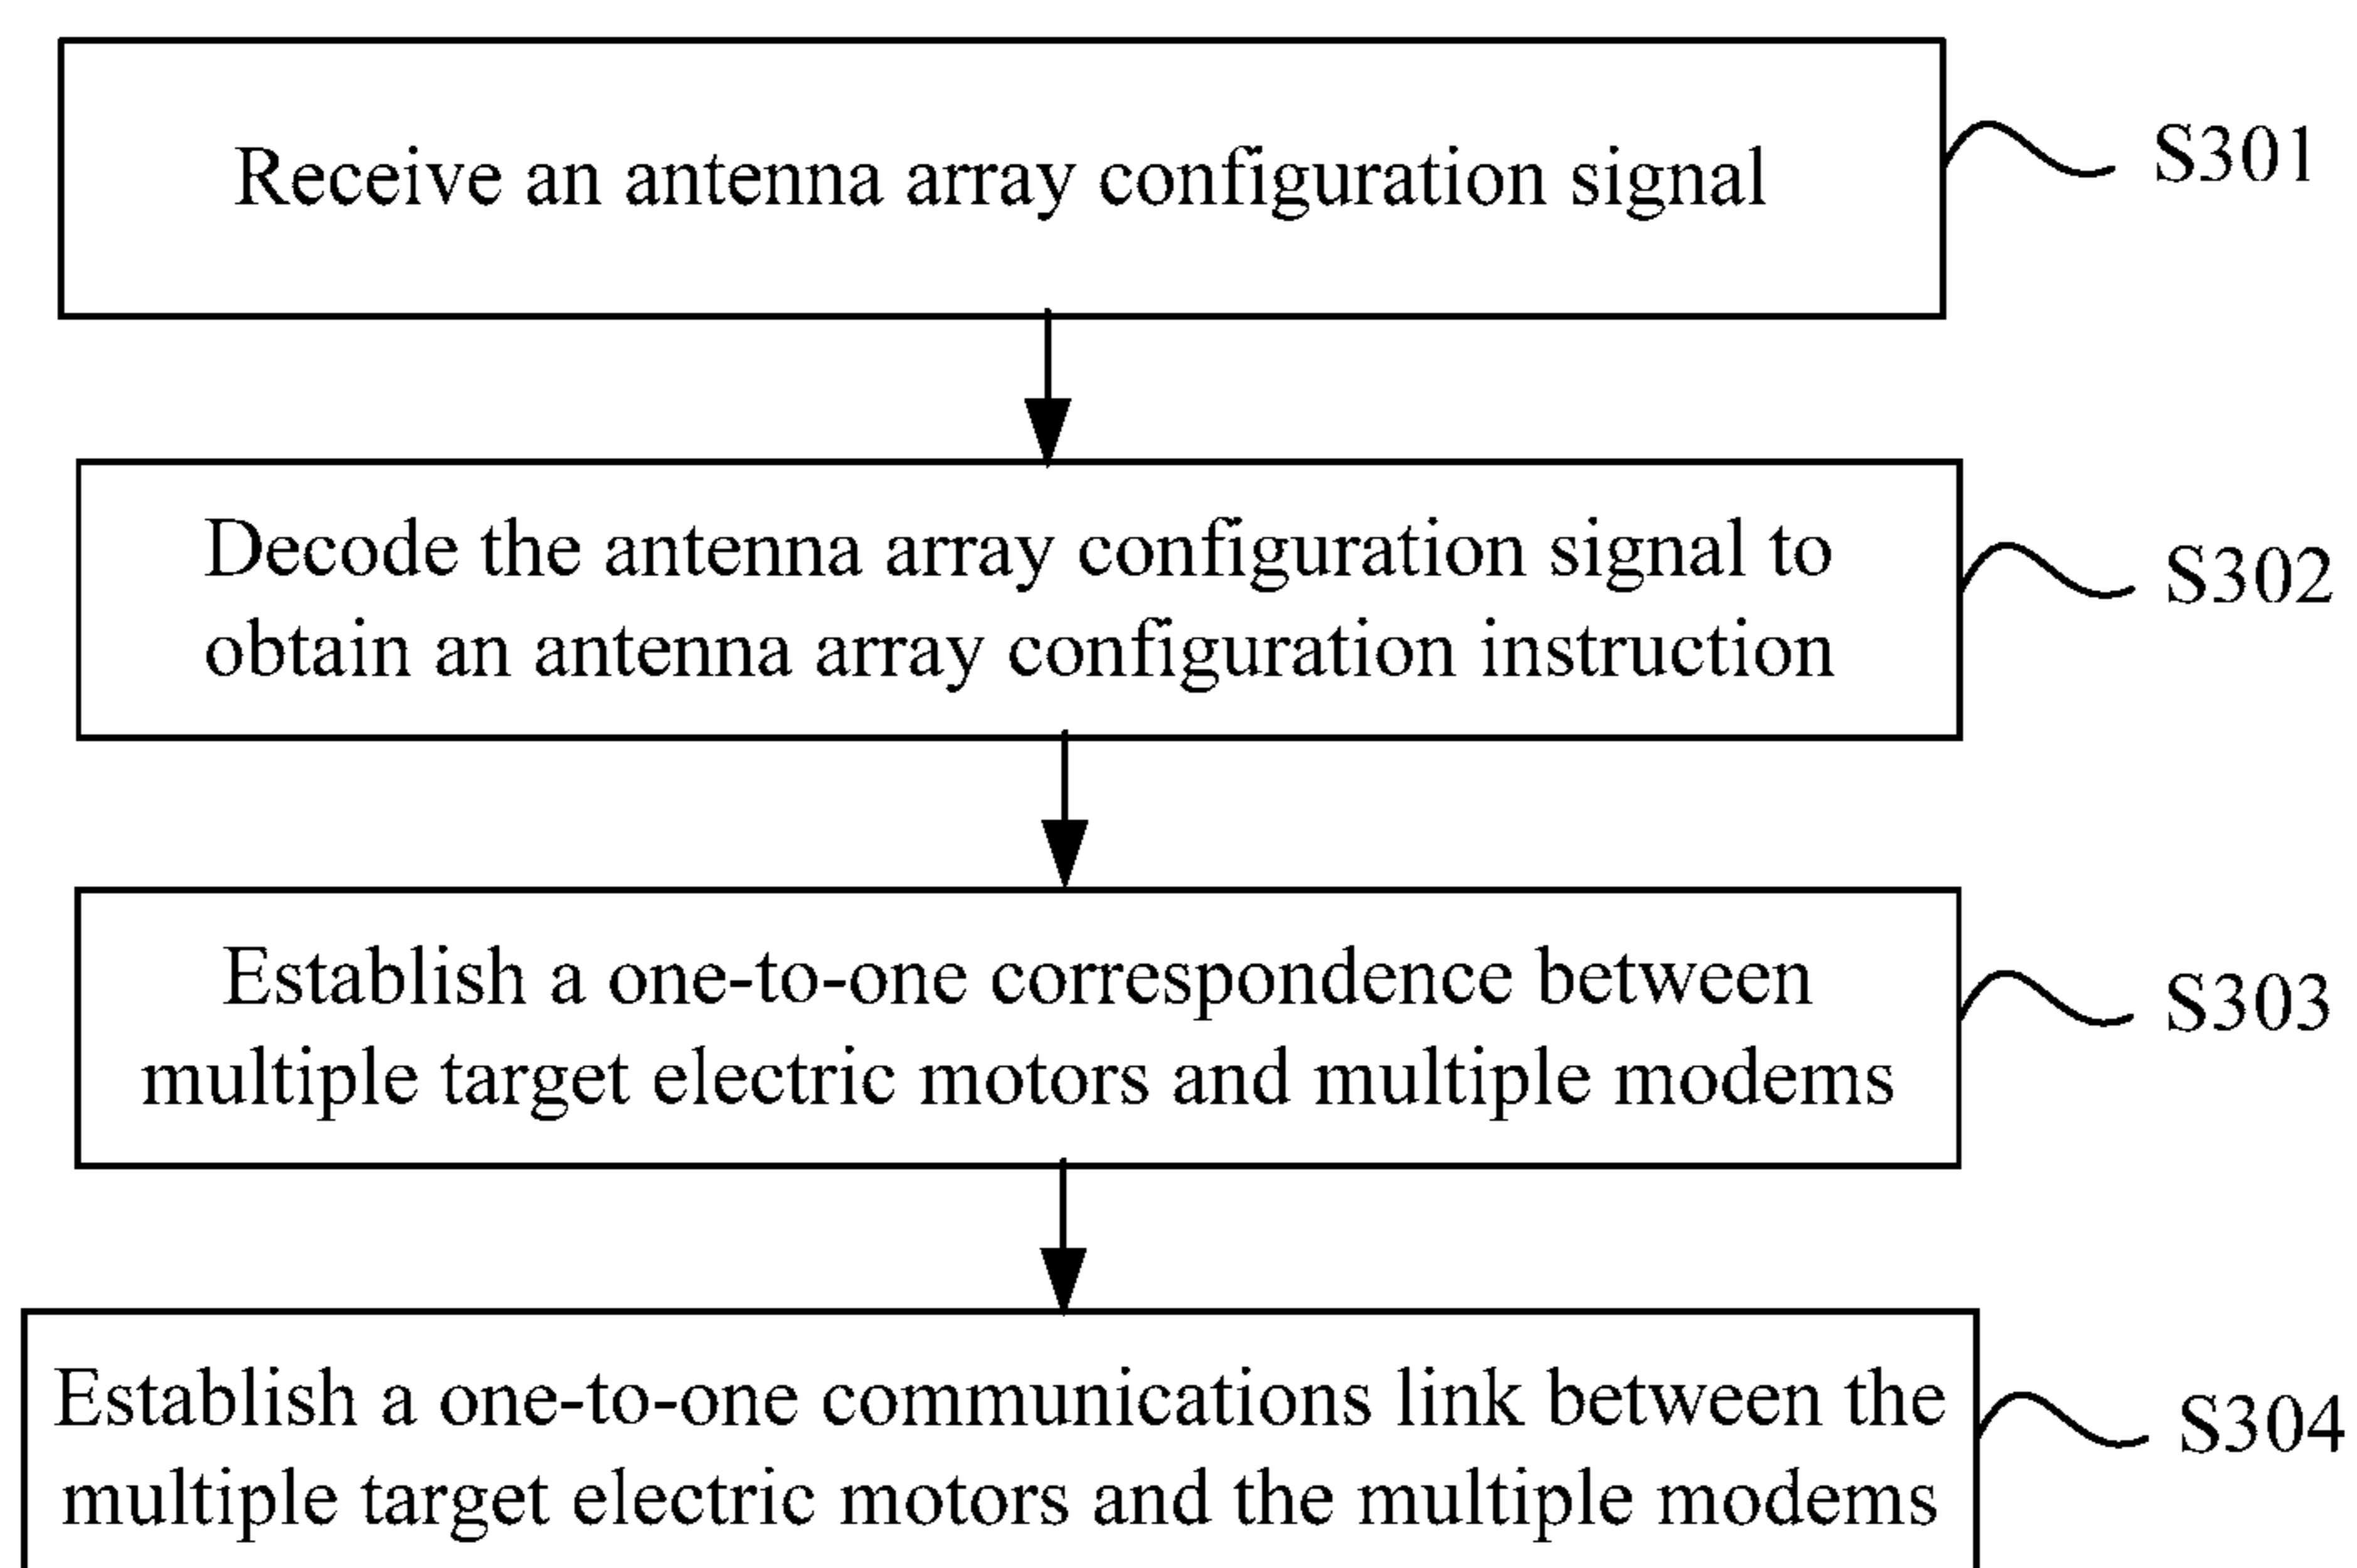 Receive an antenna array configuration signal
S301
Decode the antenna array configuration signal to
obtain an antenna array configuration instruction
S302
Establish a one-to-one correspondence between
multiple target electric motors and multiple modems
S303
Establish a one-to-one communications link between the
multiple target electric motors and the multiple modems
S304